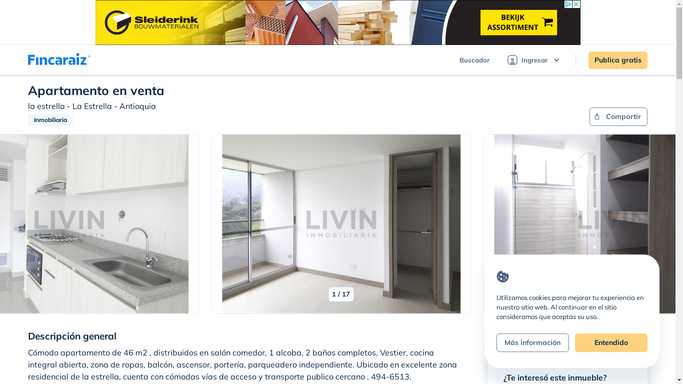 Sleiderink
BOUWMATERIALEN
BEKIJK
ASSORTIMENT
Fincaraiz
Buscador
Ingresar
Publica gratis
Apartamento en venta
la estrella - La Estrella - Antioquia
Inmobiliaria
Compartir
LIVIN
INMOBILIARIA
LIVIN
INMOBILIARIA
LIVIN
1 / 17
Utilizamos cookies para mejorar tu experiencia en
nuestro sitio web. Al continuar en el sitio
consideramos que aceptas su uso.
Más información
Entendido
Descripción general
Cómodo apartamento de 46 m2 , distribuidos en salón comedor, 1 alcoba. 2 baños completos, Vestier, cocina
integral abierta, zona de ropas, balcón, ascensor, portería, parqueadero independiente. Ubicado en excelente zona
residencial de la estrella, cuenta con cómodas vías de acceso y transporte publico cercano . 494-6513.
¿Te interesó este inmueble?